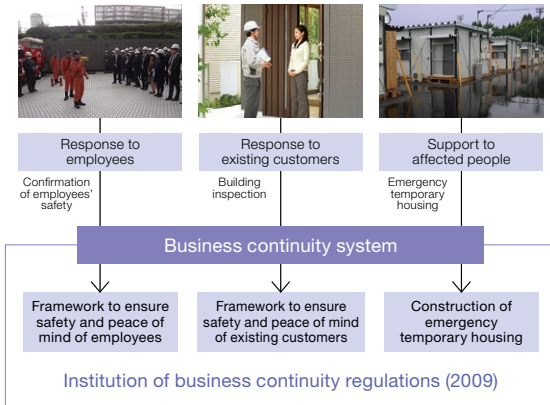 Response to
employees
Response to
existing customers
Support to
affected people
Confirmation
of employees'
safety
Building
inspection
Emergency
temporary
housing
Business continuity system
Framework to ensure
safety and peace of
mind of employees
Framework to ensure
safety and peace of mind
of existing customers
Construction of
emergency
temporary housing
Institution of business continuity regulations (2009)